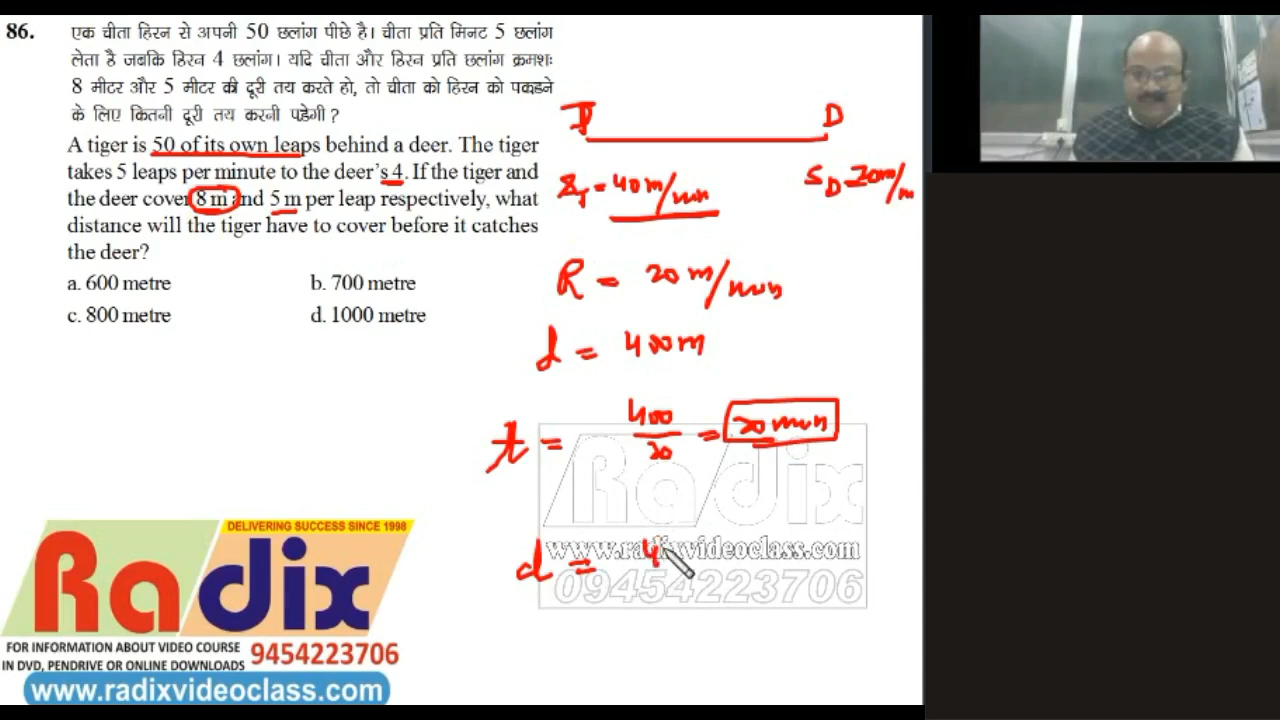 86. एक चीता हिरन से अपनी 50 छलांग पीछे है। चीता प्रति मिनट 5 छलांग
लेता है जबकि हिरन 4 छलांग। यदि चीता और हिरन प्रति छलांग क्रमशः
8 मीटर और 5 मीटर की दूरी तय करते हो, तो चीता को हिरन को पकड़ने
के लिए कितनी दूरी तय करनी पड़ेगी ?
A tiger is 50 of its own leaps behind a deer. The tiger
takes 5 leaps per minute to the deer's 4. If the tiger and
the deer cover 8 m and 5 m per leap respectively, what
distance will the tiger have to cover before it catches
the deer?
a. 600 metre b. 700 metre
c. 800 metre d. 1000 metre
T D
S_T = 40 m/min S_D = 20m/m
R = 20 m/min
d = 400m
t = 400/20 = 20 min
d = 4
Radix
www.radixvideoclass.com
09454223706
DELIVERING SUCCESS SINCE 1998
Radix
FOR INFORMATION ABOUT VIDEO COURSE
IN DVD, PENDRIVE OR ONLINE DOWNLOADS 9454223706
www.radixvideoclass.com